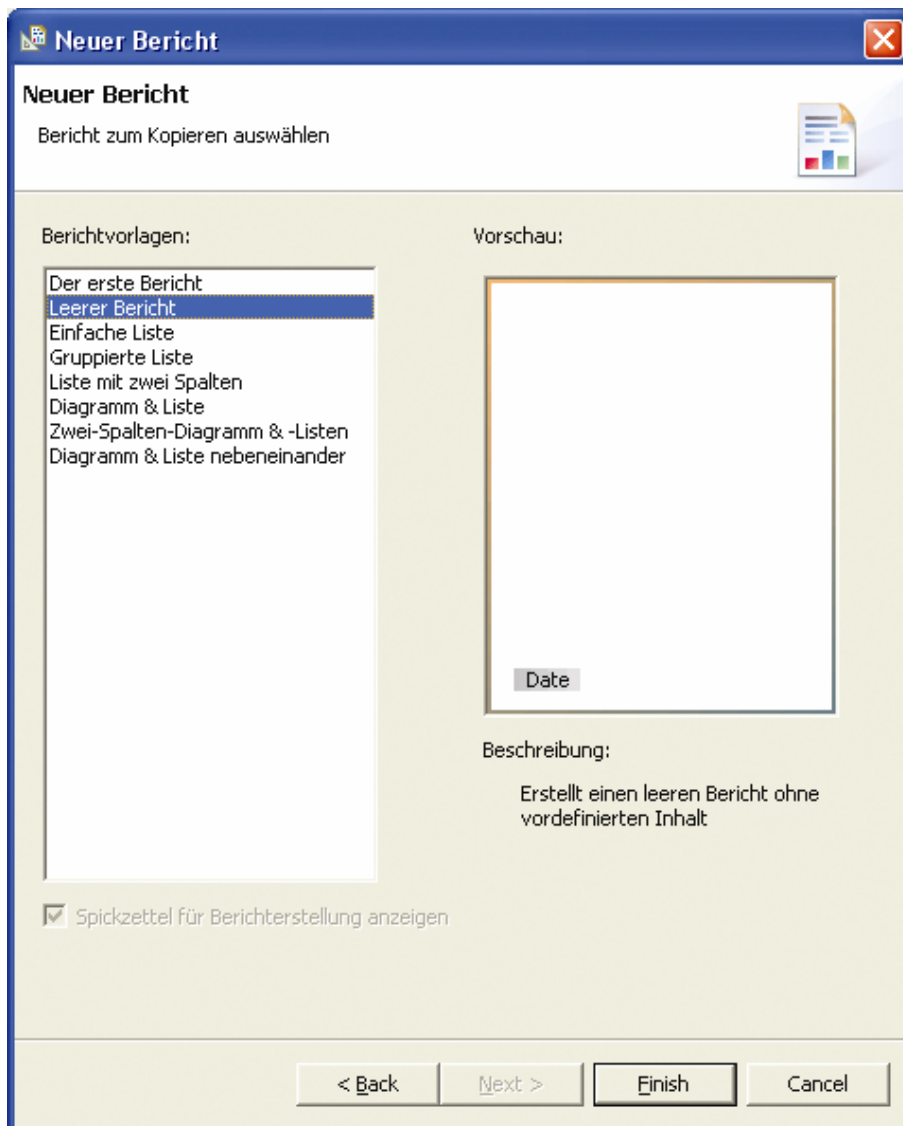 Neuer Bericht
Neuer Bericht
Bericht zum Kopieren auswählen
Berichtvorlagen:
Der erste Bericht
Leerer Bericht
Einfache Liste
Gruppierte Liste
Liste mit zwei Spalten
Diagramm & Liste
Zwei-Spalten-Diagramm & -Listen
Diagramm & Liste nebeneinander
Vorschau:
Date
Beschreibung:
Erstellt einen leeren Bericht ohne
vordefinierten Inhalt
Spickzettel für Berichterstellung anzeigen
< Back
Next >
Finish
Cancel